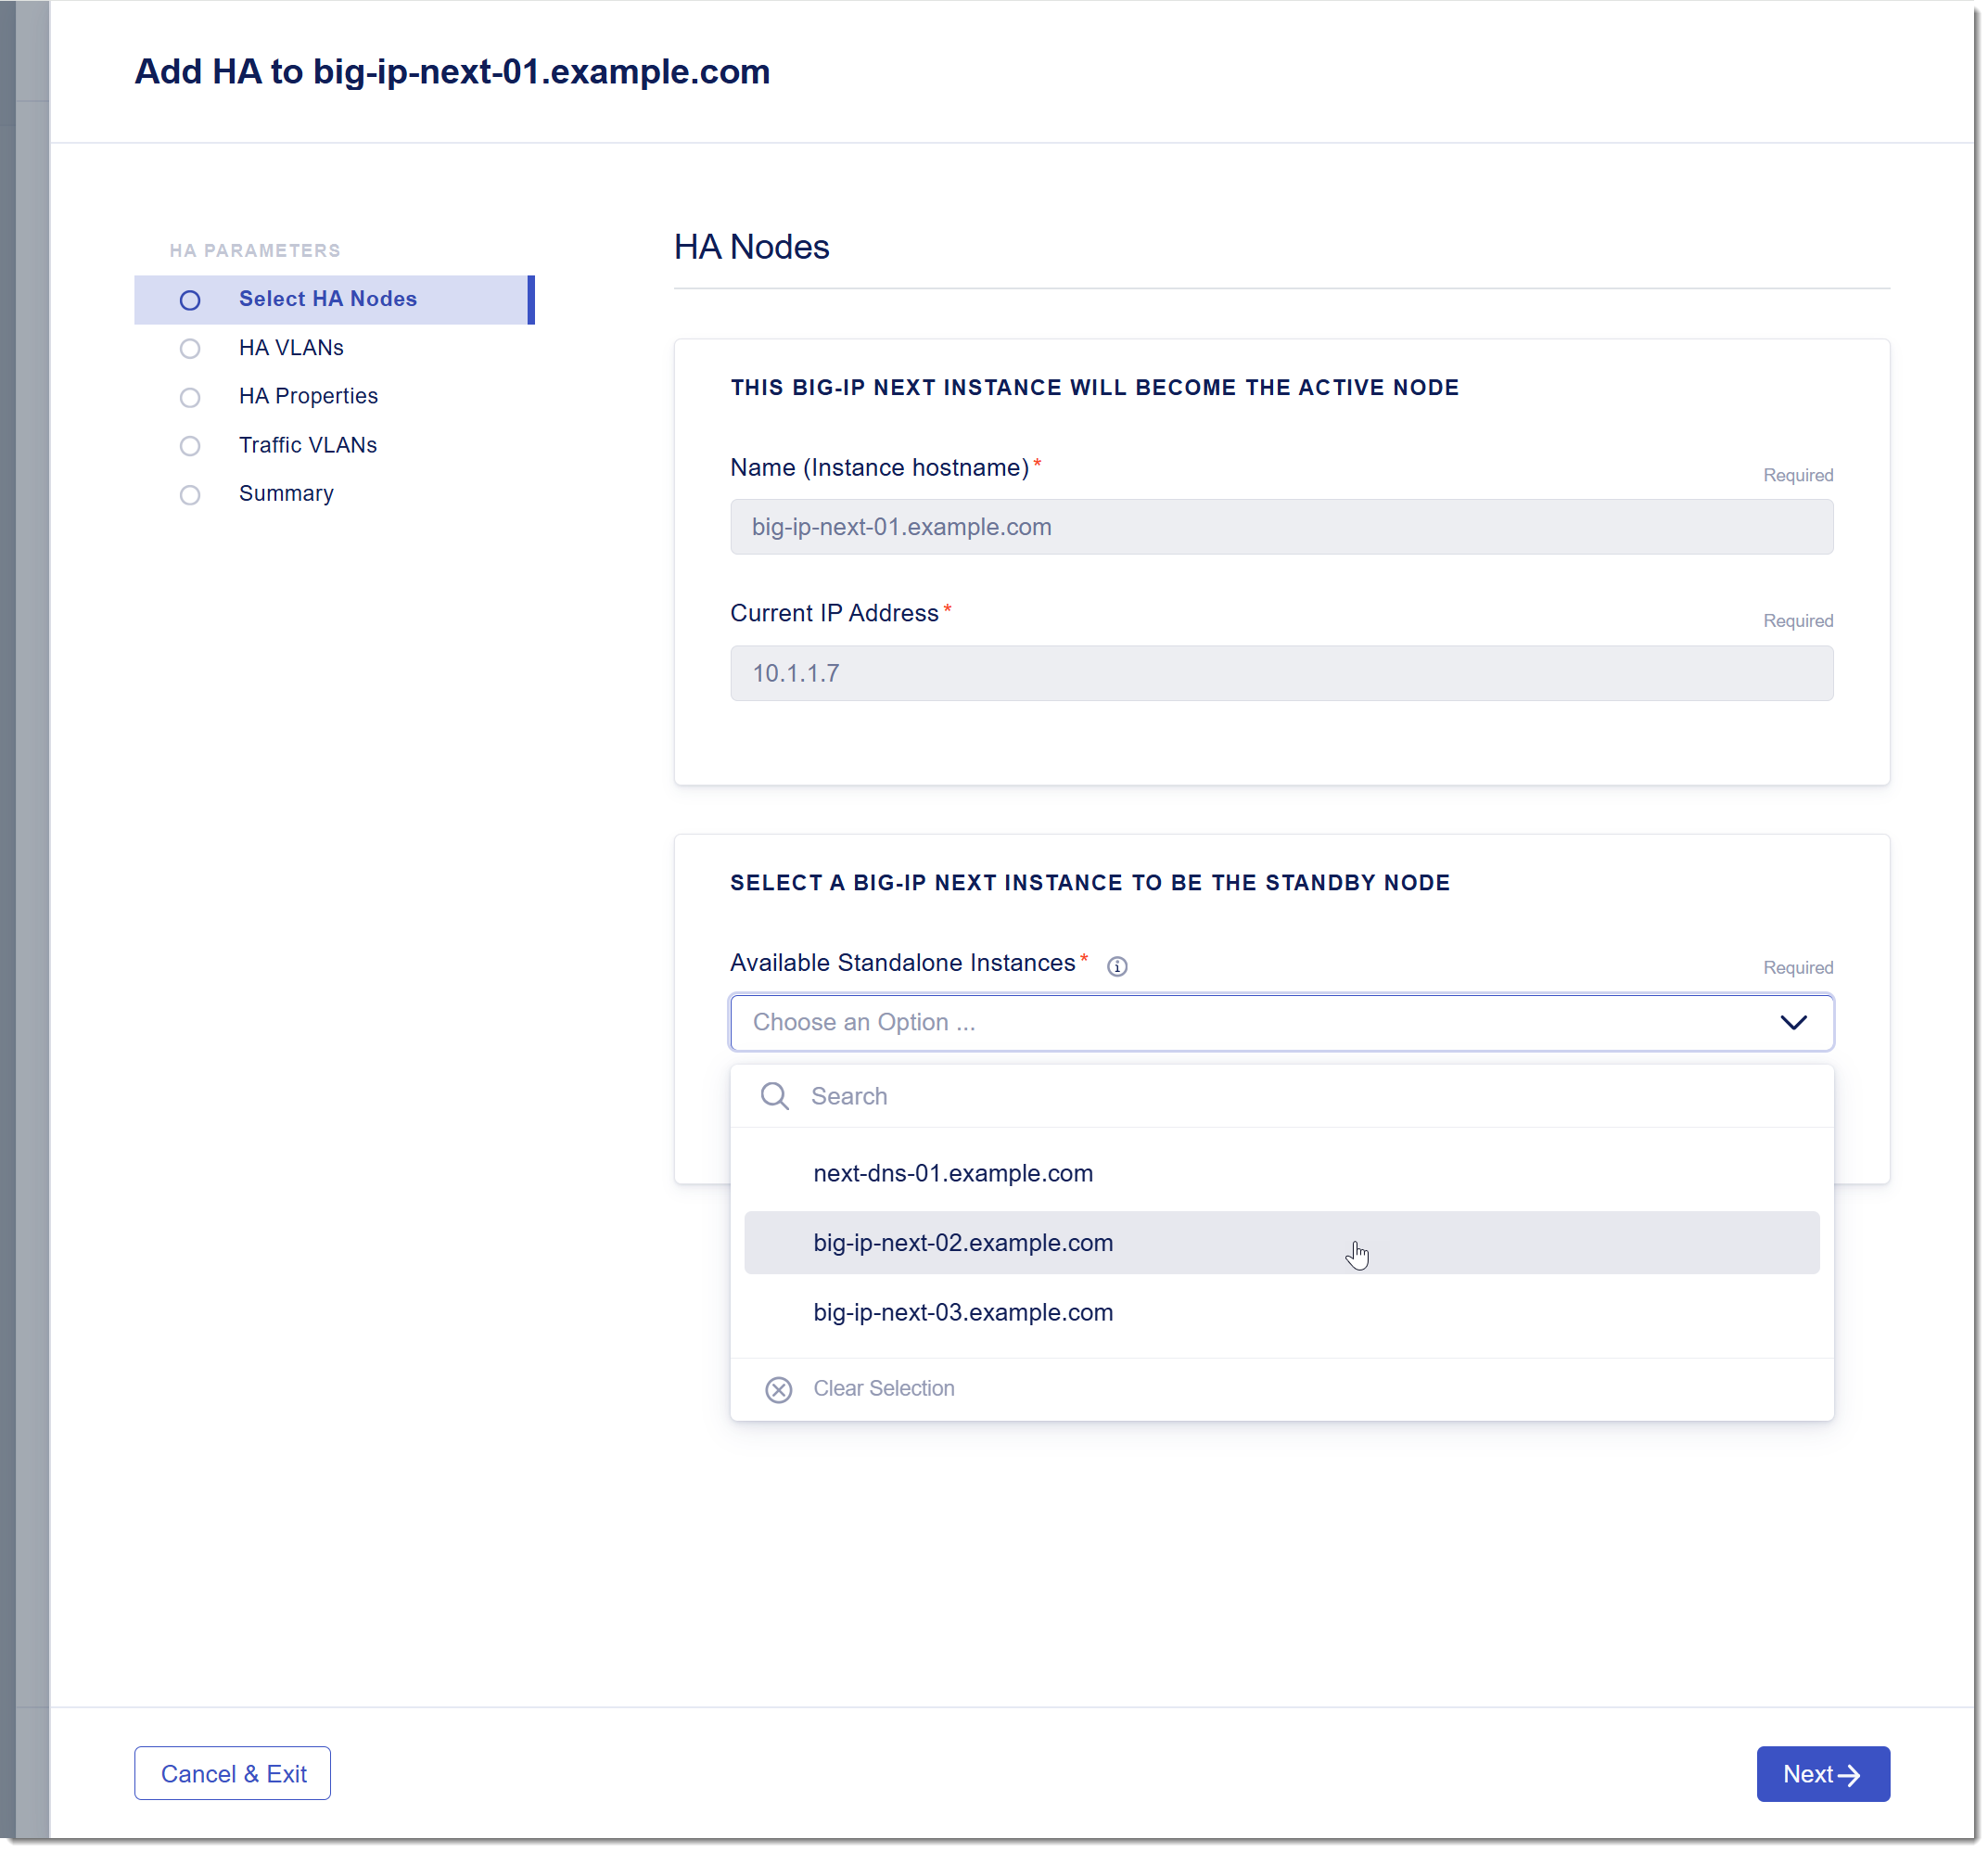 Add HA to big-ip-next-01.example.com
HA PARAMETERS
Select HA Nodes
HA VLANs
HA Properties
Traffic VLANs
Summary
HA Nodes
THIS BIG-IP NEXT INSTANCE WILL BECOME THE ACTIVE NODE
Name (Instance hostname)*
Required
big-ip-next-01.example.com
Current IP Address*
Required
10.1.1.7
SELECT A BIG-IP NEXT INSTANCE TO BE THE STANDBY NODE
Available Standalone Instances*
Required
Choose an Option ...
Search
next-dns-01.example.com
big-ip-next-02.example.com
big-ip-next-03.example.com
Clear Selection
Cancel & Exit
Next